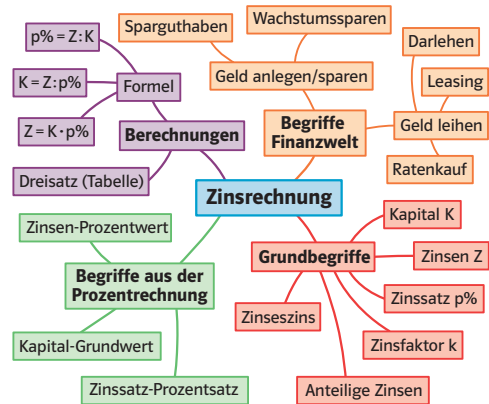 Sparguthaben
Wachstumssparen
Darlehen
p% = Z:K
Geld anlegen/sparen
Leasing
K = Z:p%
Formel
Z = K · p%
Berechnungen
Begriffe
Finanzwelt
Geld leihen
Ratenkauf
Dreisatz (Tabelle)
Zinsrechnung
Zinsen-Prozentwert
Kapital K
Begriffe aus der
Prozentrechnung
Grundbegriffe
Zinsen Z
Zinssatz p%
Zinseszins
Zinsfaktor k
Kapital-Grundwert
Zinssatz-Prozentsatz
Anteilige Zinsen